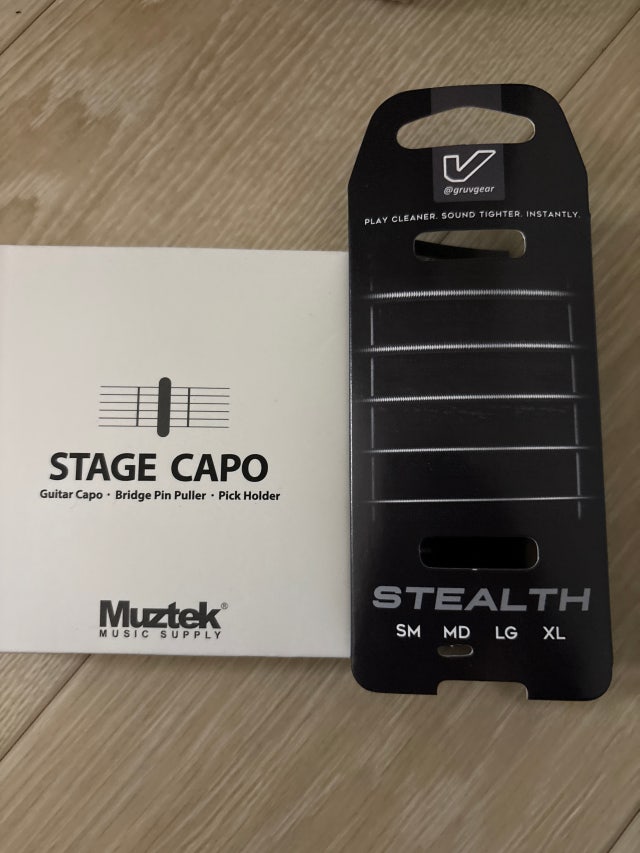 STAGE CAPO
Guitar Capo · Bridge Pin Puller · Pick Holder
Muztek®
MUSIC SUPPLY
@gruvgear
PLAY CLEANER. SOUND TIGHTER. INSTANTLY.
STEALTH
SM MD LG XL